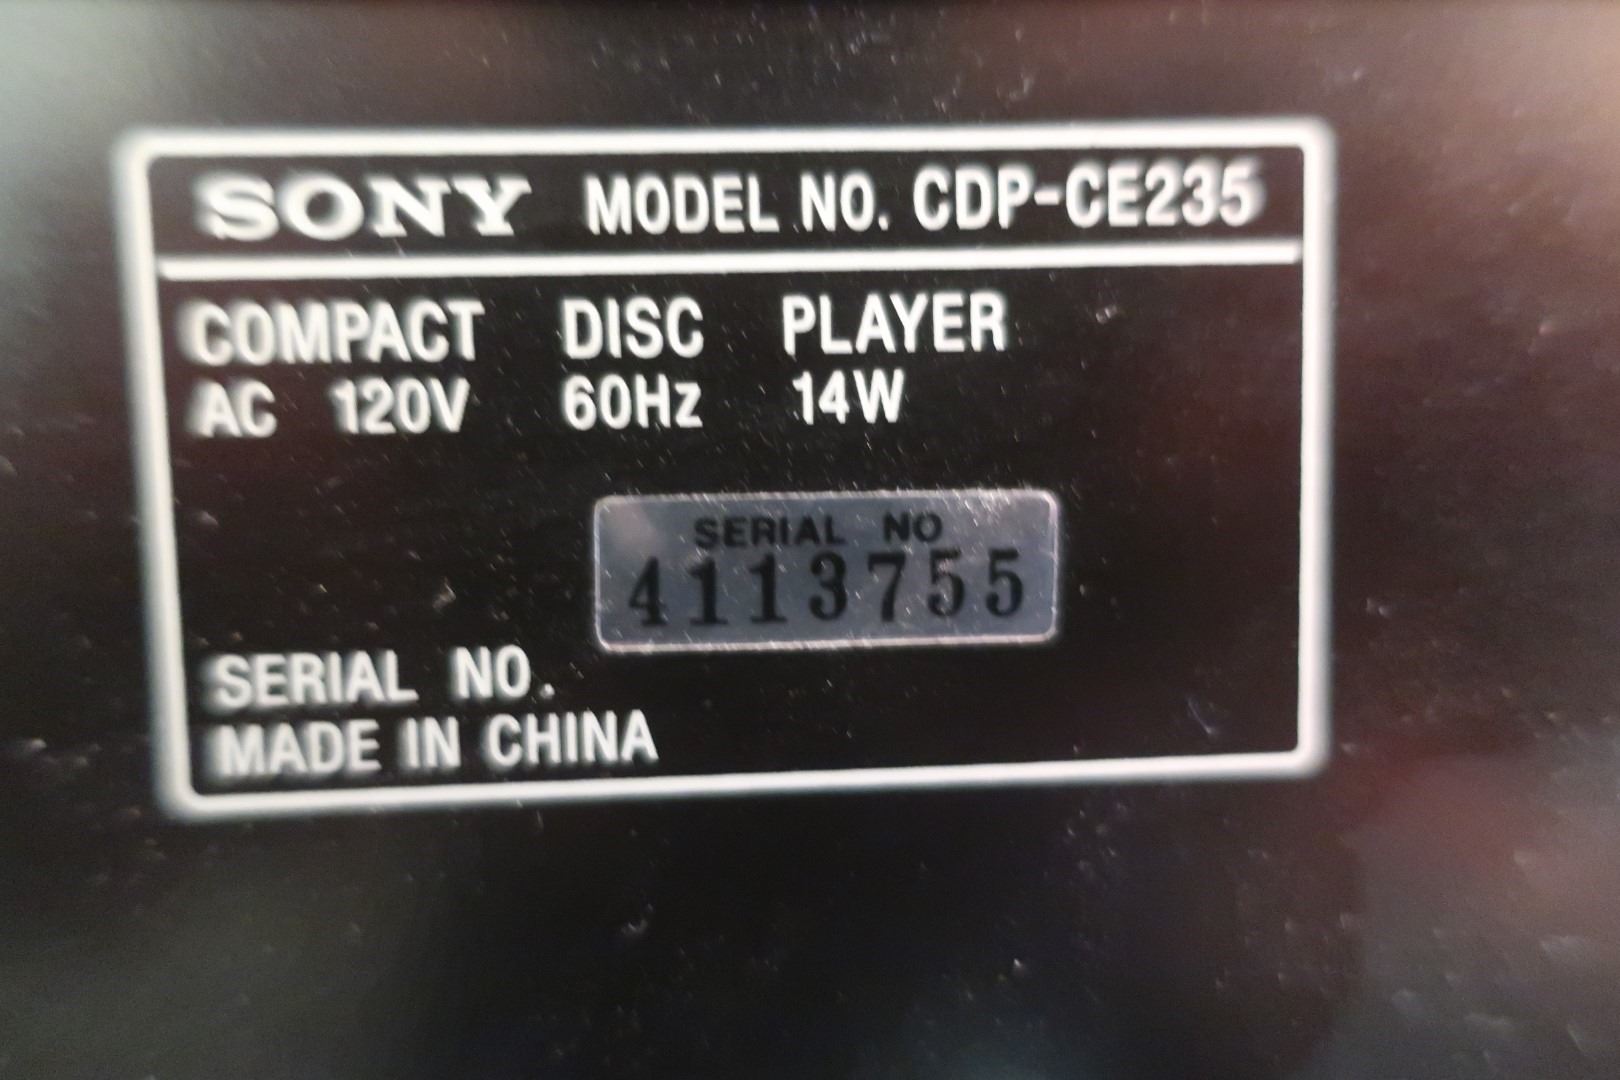 SONY MODEL NO. CDP-CE235
COMPACT DISC PLAYER
AC 120V 60Hz 14W
SERIAL NO
4113755
SERIAL NO.
MADE IN CHINA